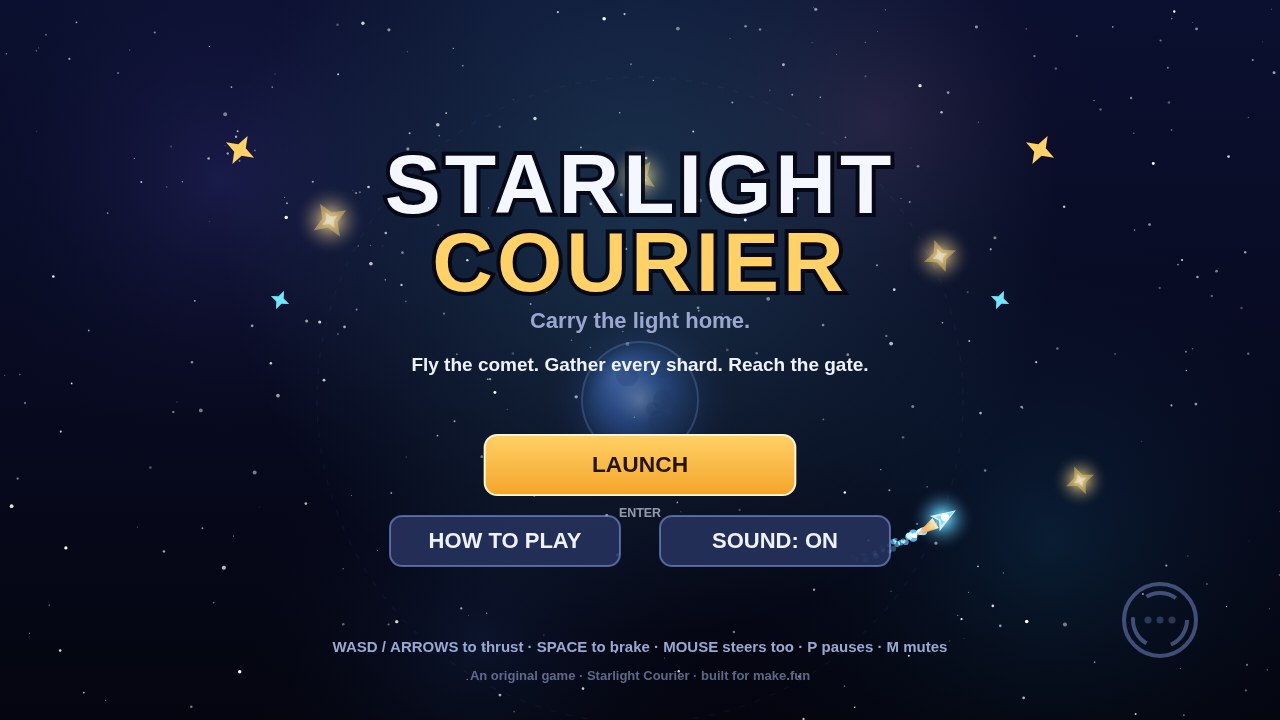 STARLIGHT
COURIER
Carry the light home.
Fly the comet. Gather every shard. Reach the gate.
LAUNCH
ENTER
HOW TO PLAY
SOUND: ON
WASD / ARROWS to thrust · SPACE to brake · MOUSE steers too · P pauses · M mutes
An original game · Starlight Courier · built for make.fun